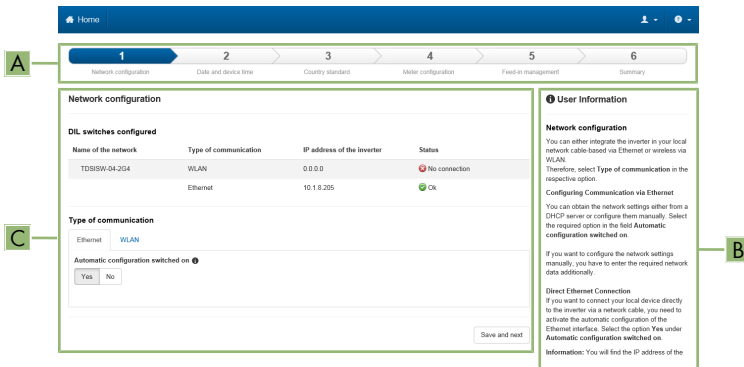 Home
1 2 3 4 5 6
Network configuration Date and device time Country standard Meter configuration Feed-in management Summary
A
Network configuration
DIL switches configured
Name of the network Type of communication IP address of the inverter Status
TDSISW-04-2G4 WLAN 0.0.0.0 No connection
Ethernet 10.1.8.205 Ok
Type of communication
Ethernet WLAN
Automatic configuration switched on
Yes No
Save and next
C
User Information
Network configuration
You can either integrate the inverter in your local
network cable-based via Ethernet or wireless via
WLAN.
Therefore, select Type of communication in the
respective option.
Configuring Communication via Ethernet
You can obtain the network settings either from a
DHCP server or configure them manually. Select
the required option in the field Automatic
configuration switched on.
If you want to configure the network settings
manually, you have to enter the required network
data additionally.
Direct Ethernet Connection
If you want to connect your local device directly
to the inverter via a network cable, you need to
activate the automatic configuration of the
Ethernet interface. Select the option Yes under
Automatic configuration switched on.
Information: You will find the IP address of the
B